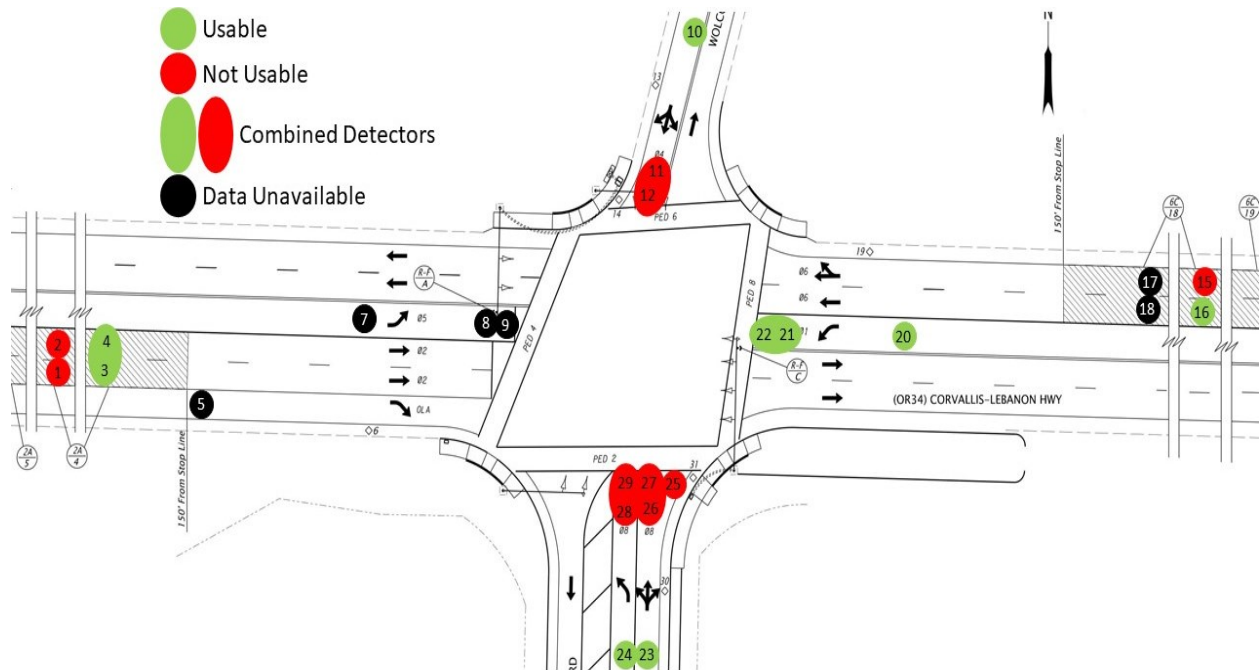 Usable
Not Usable
Combined Detectors
Data Unavailable
10
N
13
11
12
Ø4
14
PED 6
150' From Stop Line
6C
18
6C
19
19
R-F
A
Ø5
7
8
9
PED 4
PED 8
Ø6
Ø6
17
15
18
16
22
21
20
2
4
1
3
Ø2
Ø2
5
OLA
6
R-F
C
(OR34) CORVALLIS-LEBANON HWY
2A
5
2A
4
150' From Stop Line
PED 2
31
29
27
25
28
26
Ø8
Ø8
30
24
23